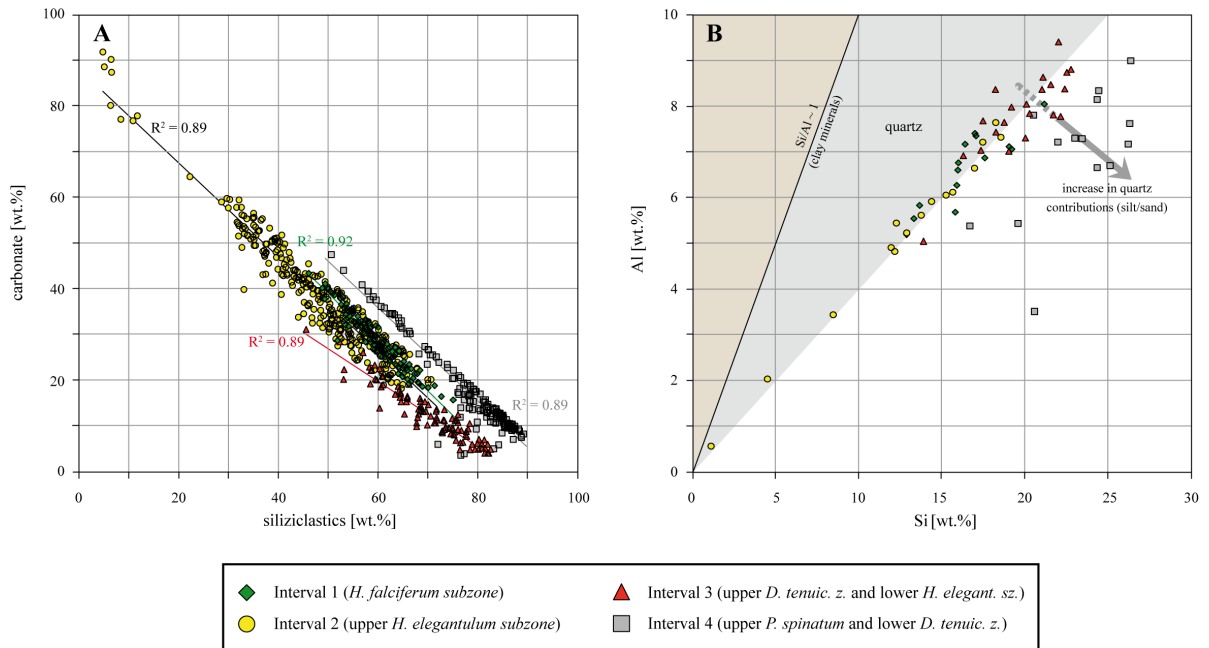 A
100
80
60
40
20
0
carbonate [wt.%]
R² = 0.89
R² = 0.92
R² = 0.89
R² = 0.89
0 20 40 60 80 100
siliziclastics [wt.%]
B
10
8
6
4
2
0
Al [wt.%]
Si/Al ~ 1
(clay minerals)
quartz
increase in quartz
contributions (silt/sand)
0 5 10 15 20 25 30
Si [wt.%]
Interval 1 (H. falciferum subzone)
Interval 2 (upper H. elegantulum subzone)
Interval 3 (upper D. tenuic. z. and lower H. elegant. sz.)
Interval 4 (upper P. spinatum and lower D. tenuic. z.)